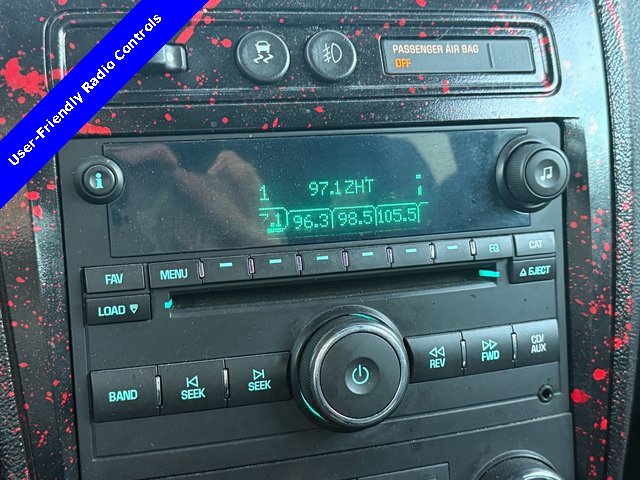 User-Friendly Radio Controls
PASSENGER AIR BAG
OFF
1 97.1ZHT
7.1 96.3 98.5 105.5
EQ CAT
FAV MENU
EJECT
LOAD
REV FWD CD/
AUX
BAND SEEK SEEK